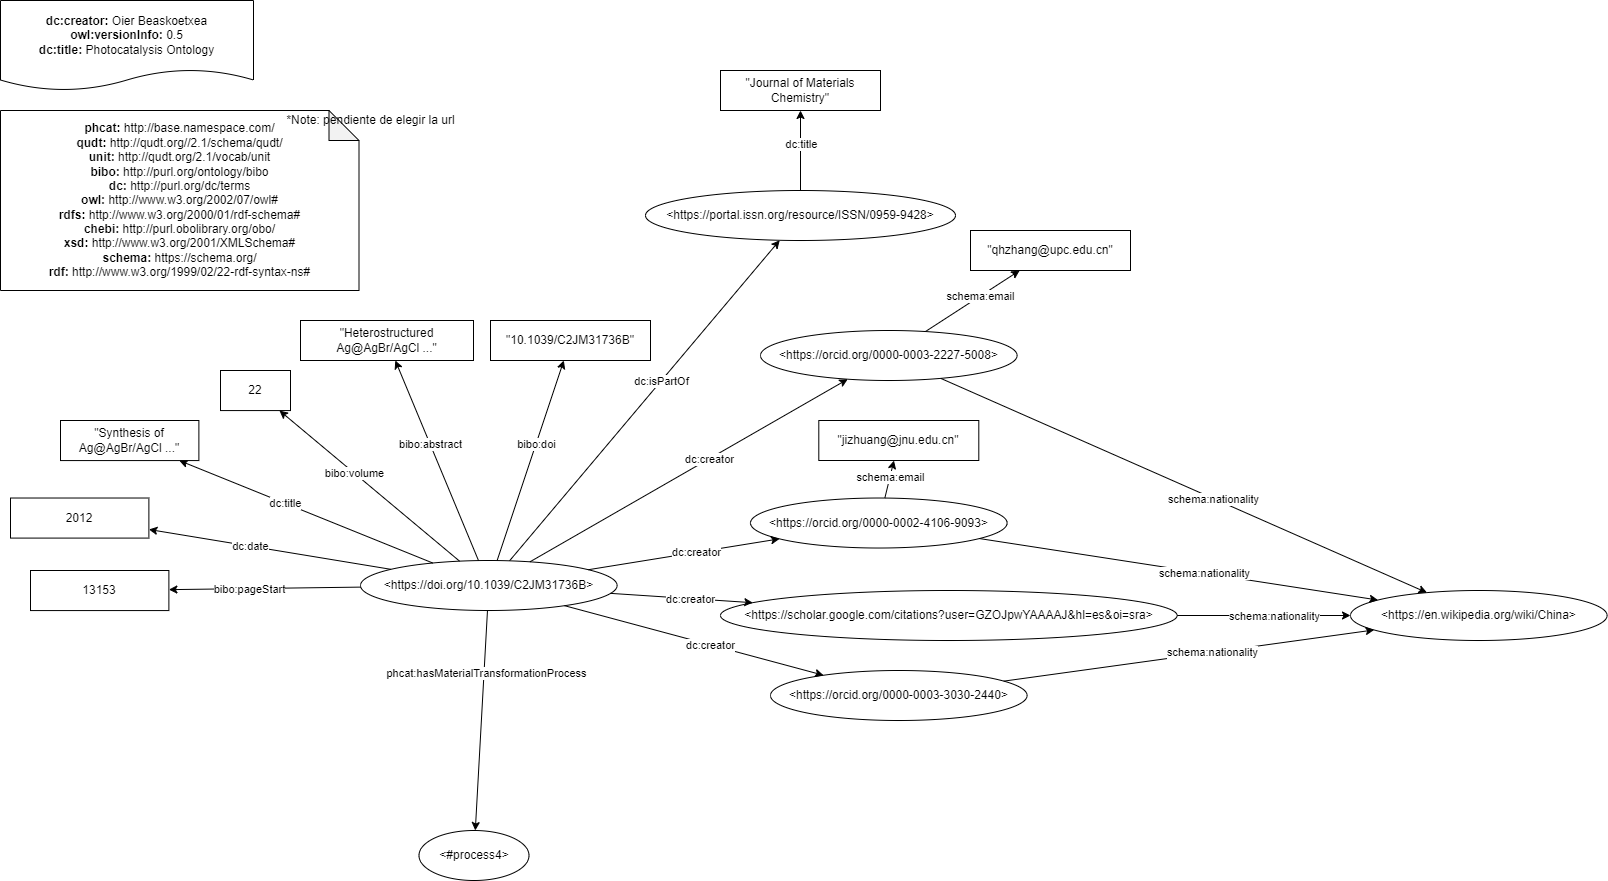 dc:creator: Oier Beaskoetxea
owl:versionInfo: 0.5
dc:title: Photocatalysis Ontology
*Note: pendiente de elegir la url
phcat: http://base.namespace.com/
qudt: http://qudt.org//2.1/schema/qudt/
unit: http://qudt.org/2.1/vocab/unit
bibo: http://purl.org/ontology/bibo
dc: http://purl.org/dc/terms
owl: http://www.w3.org/2002/07/owl#
rdfs: http://www.w3.org/2000/01/rdf-schema#
chebi: http://purl.obolibrary.org/obo/
xsd: http://www.w3.org/2001/XMLSchema#
schema: https://schema.org/
rdf: http://www.w3.org/1999/02/22-rdf-syntax-ns#
"Journal of Materials
Chemistry"
dc:title
<https://portal.issn.org/resource/ISSN/0959-9428>
"qhzhang@upc.edu.cn"
schema:email
"Heterostructured
Ag@AgBr/AgCl ..."
"10.1039/C2JM31736B"
<https://orcid.org/0000-0003-2227-5008>
dc:isPartOf
22
"Synthesis of
Ag@AgBr/AgCl ..."
bibo:abstract
bibo:doi
"jizhuang@jnu.edu.cn"
dc:creator
bibo:volume
schema:email
dc:title
schema:nationality
2012
<https://orcid.org/0000-0002-4106-9093>
dc:date
dc:creator
schema:nationality
13153
bibo:pageStart
<https://doi.org/10.1039/C2JM31736B>
dc:creator
<https://scholar.google.com/citations?user=GZOJpwYAAAAJ&hl=es&oi=sra>
schema:nationality
<https://en.wikipedia.org/wiki/China>
dc:creator
schema:nationality
phcat:hasMaterialTransformationProcess
<https://orcid.org/0000-0003-3030-2440>
<#process4>